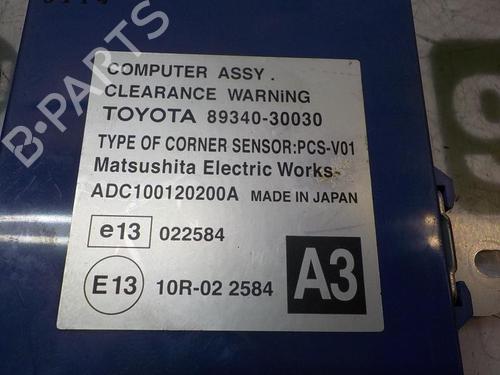 COMPUTER ASSY.
CLEARANCE WARNiNG
TOYOTA 89340-30030
TYPE OF CORNER SENSOR:PCS-V01
Matsushita Electric Works-
ADC100120200A MADE IN JAPAN
e13 022584
E13 10R-02 2584 A3
B-PARTS